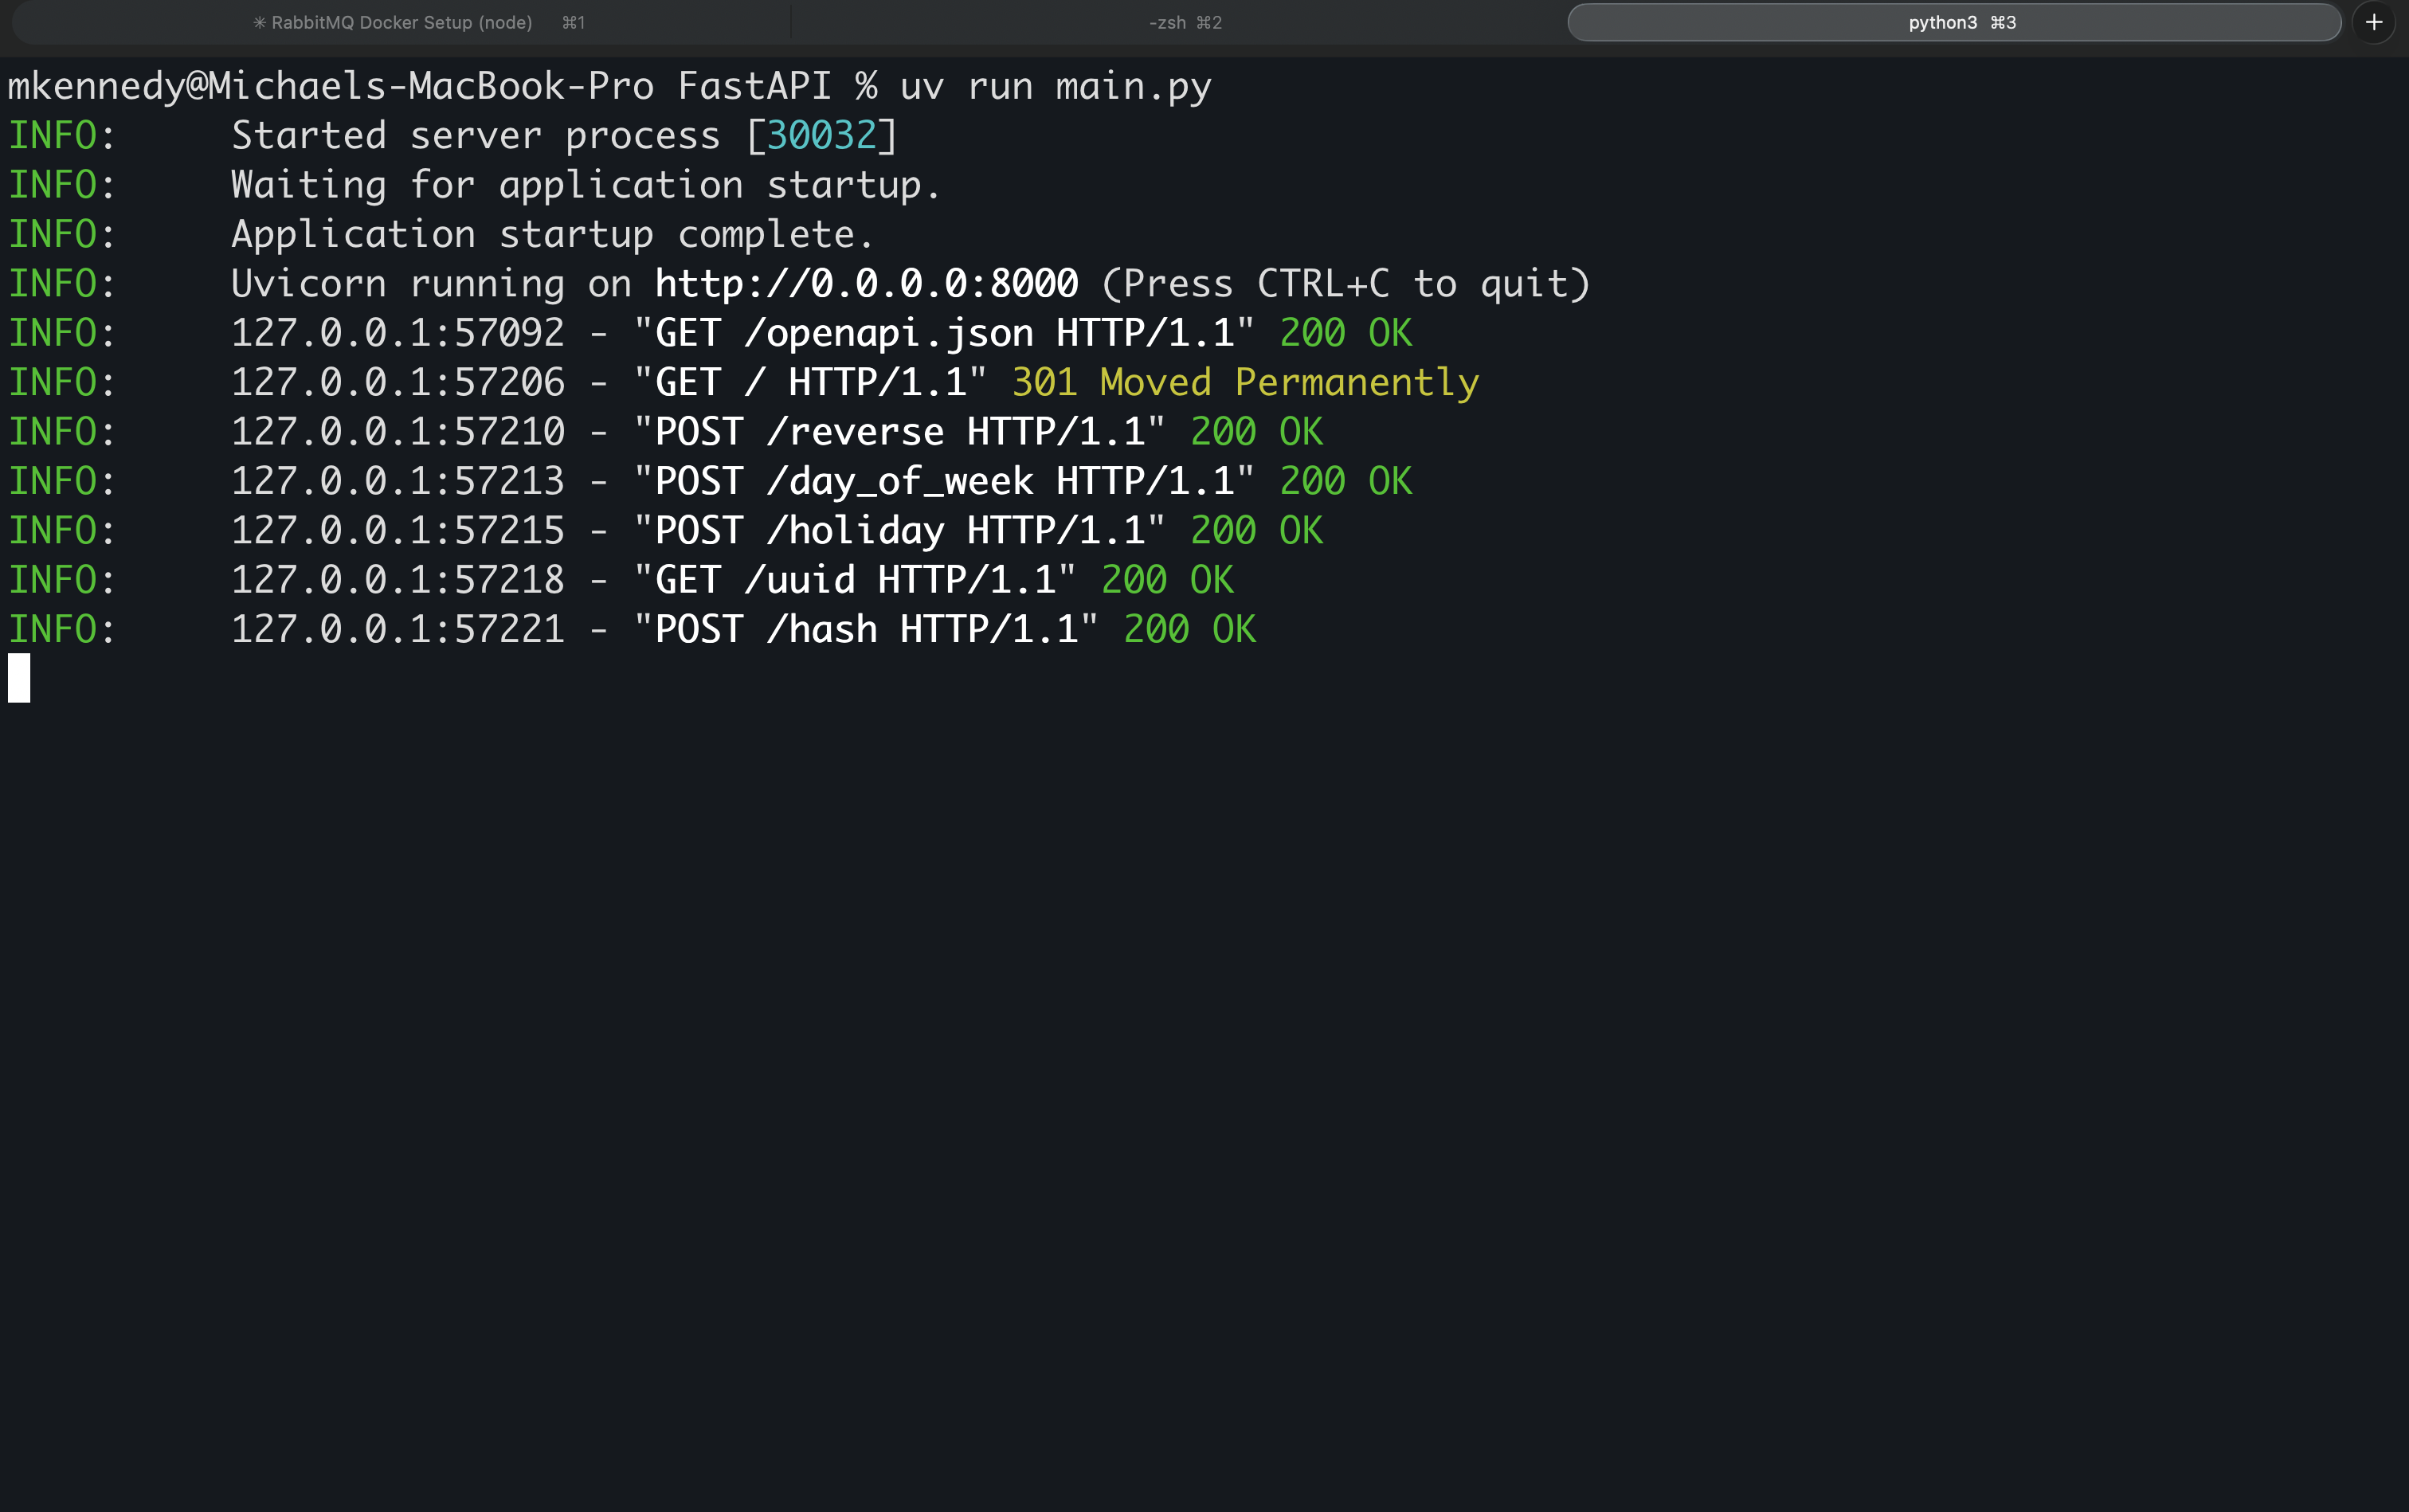 ✳ RabbitMQ Docker Setup (node) ⌘1
-zsh ⌘2
python3 ⌘3
+
mkennedy@Michaels-MacBook-Pro FastAPI % uv run main.py
INFO:     Started server process [30032]
INFO:     Waiting for application startup.
INFO:     Application startup complete.
INFO:     Uvicorn running on http://0.0.0.0:8000 (Press CTRL+C to quit)
INFO:     127.0.0.1:57092 - "GET /openapi.json HTTP/1.1" 200 OK
INFO:     127.0.0.1:57206 - "GET / HTTP/1.1" 301 Moved Permanently
INFO:     127.0.0.1:57210 - "POST /reverse HTTP/1.1" 200 OK
INFO:     127.0.0.1:57213 - "POST /day_of_week HTTP/1.1" 200 OK
INFO:     127.0.0.1:57215 - "POST /holiday HTTP/1.1" 200 OK
INFO:     127.0.0.1:57218 - "GET /uuid HTTP/1.1" 200 OK
INFO:     127.0.0.1:57221 - "POST /hash HTTP/1.1" 200 OK